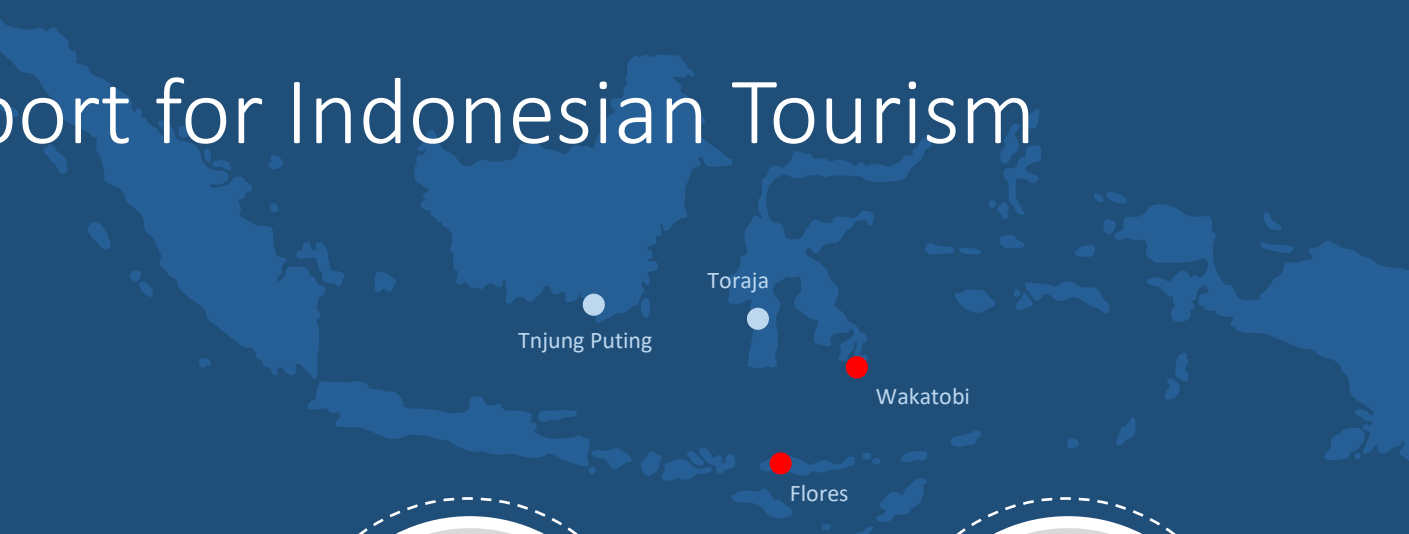 port for Indonesian Tourism
Toraja
Tnjung Puting
Wakatobi
Flores